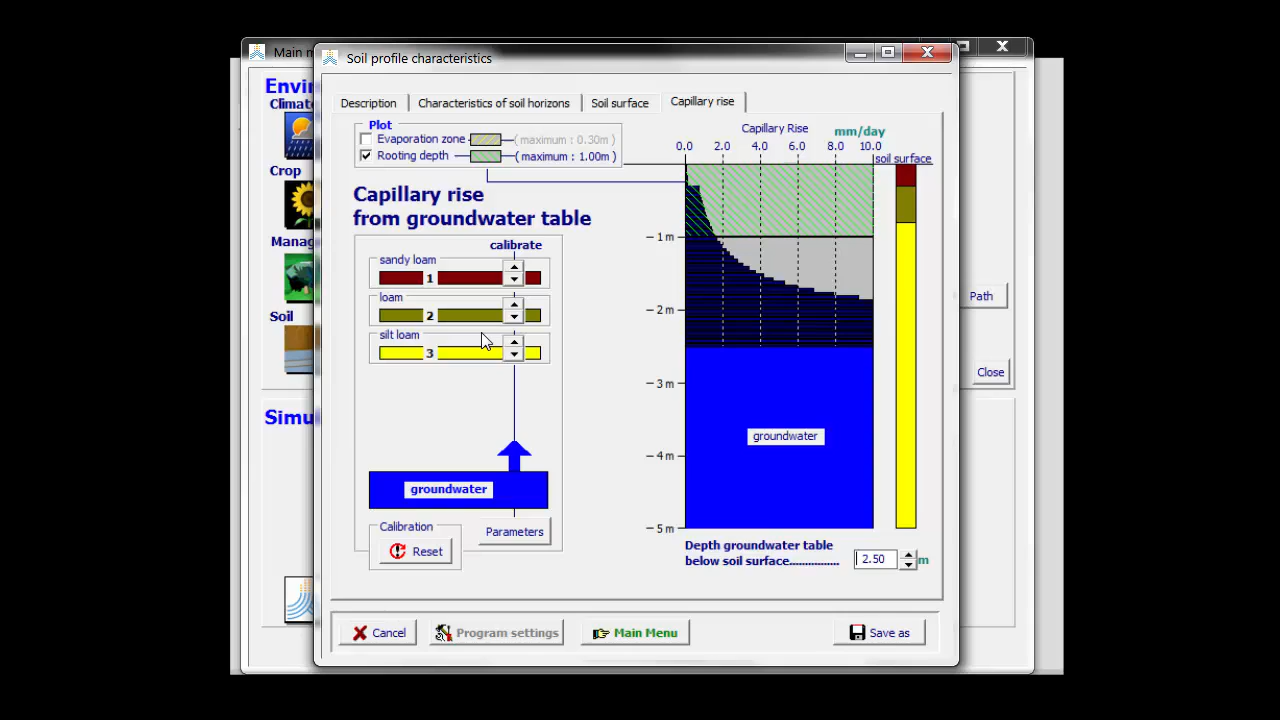 Main m
Soil profile characteristics
Envir
Climate
Crop
Manag
Soil
Simu
Path
Close
Description
Characteristics of soil horizons
Soil surface
Capillary rise
Plot
Evaporation zone
( maximum : 0.30m )
Rooting depth
( maximum : 1.00m )
Capillary rise
from groundwater table
calibrate
sandy loam
1
loam
2
silt loam
3
groundwater
Calibration
Reset
Parameters
Capillary Rise
mm/day
0.0 2.0 4.0 6.0 8.0 10.0
soil surface
1 m
2 m
3 m
groundwater
4 m
5 m
Depth groundwater table
below soil surface................ 2.50 m
Cancel
Program settings
Main Menu
Save as